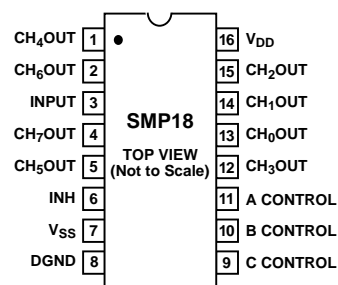 CH4OUT 1 16 VDD
CH6OUT 2 15 CH2OUT
INPUT 3 14 CH1OUT
SMP18
CH7OUT 4 13 CH0OUT
TOP VIEW
CH5OUT 5 12 CH3OUT
(Not to Scale)
INH 6 11 A CONTROL
VSS 7 10 B CONTROL
DGND 8 9 C CONTROL